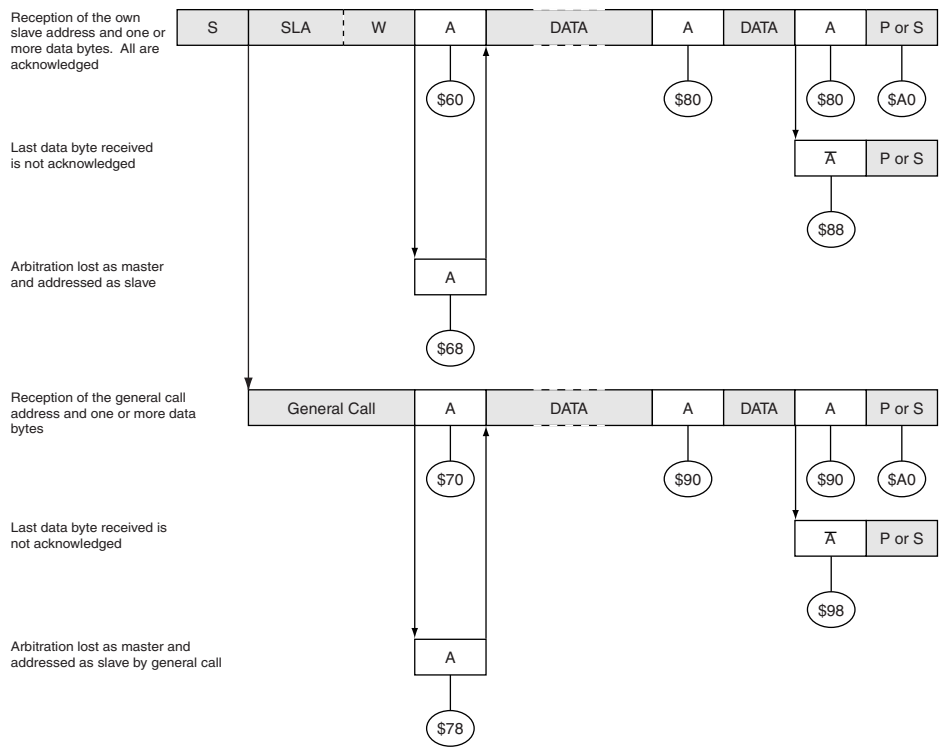 Reception of the own
slave address and one or
more data bytes. All are
acknowledged
S SLA W A DATA A DATA A P or S
$60 $80 $80 $A0
Last data byte received
is not acknowledged
A̅ P or S
$88
Arbitration lost as master
and addressed as slave
A
$68
Reception of the general call
address and one or more data
bytes
General Call A DATA A DATA A P or S
$70 $90 $90 $A0
Last data byte received is
not acknowledged
A̅ P or S
$98
Arbitration lost as master and
addressed as slave by general call
A
$78